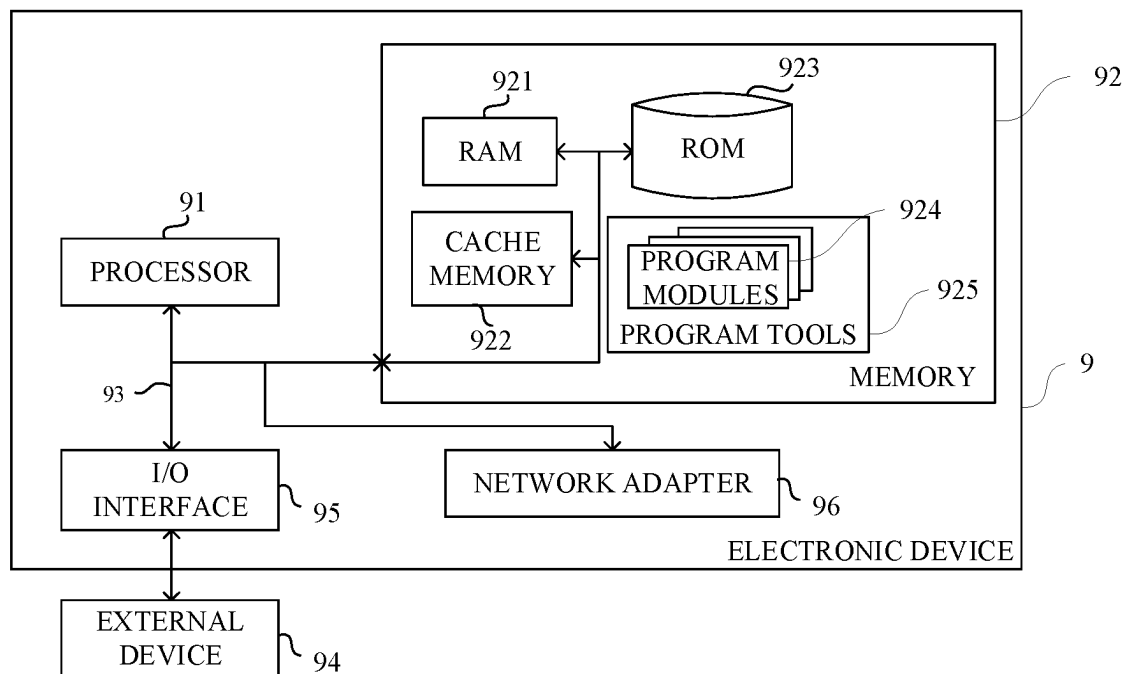 921
923
92
RAM
ROM
91
924
CACHE
MEMORY
PROGRAM
MODULES
PROCESSOR
925
922
PROGRAM TOOLS
MEMORY
9
93
I/O
INTERFACE
95
NETWORK ADAPTER
96
ELECTRONIC DEVICE
EXTERNAL
DEVICE
94